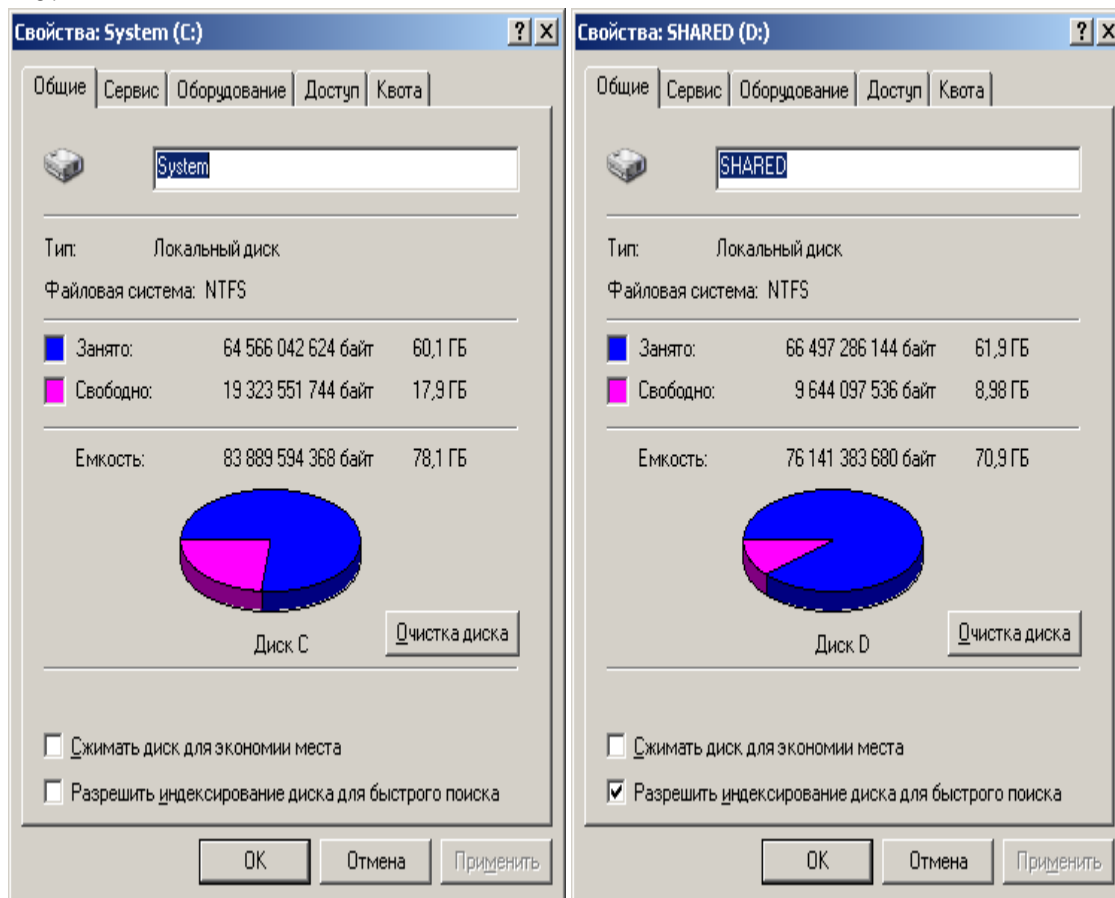 Свойства: System (C:)
Общие Сервис Оборудование Доступ Квота
System
Тип: Локальный диск
Файловая система: NTFS
Занято: 64 566 042 624 байт 60,1 ГБ
Свободно: 19 323 551 744 байт 17,9 ГБ
Емкость: 83 889 594 368 байт 78,1 ГБ
Диск C
Очистка диска
Сжимать диск для экономии места
Разрешить индексирование диска для быстрого поиска
OK Отмена Применить
Свойства: SHARED (D:)
Общие Сервис Оборудование Доступ Квота
SHARED
Тип: Локальный диск
Файловая система: NTFS
Занято: 66 497 286 144 байт 61,9 ГБ
Свободно: 9 644 097 536 байт 8,98 ГБ
Емкость: 76 141 383 680 байт 70,9 ГБ
Диск D
Очистка диска
Сжимать диск для экономии места
Разрешить индексирование диска для быстрого поиска
OK Отмена Применить